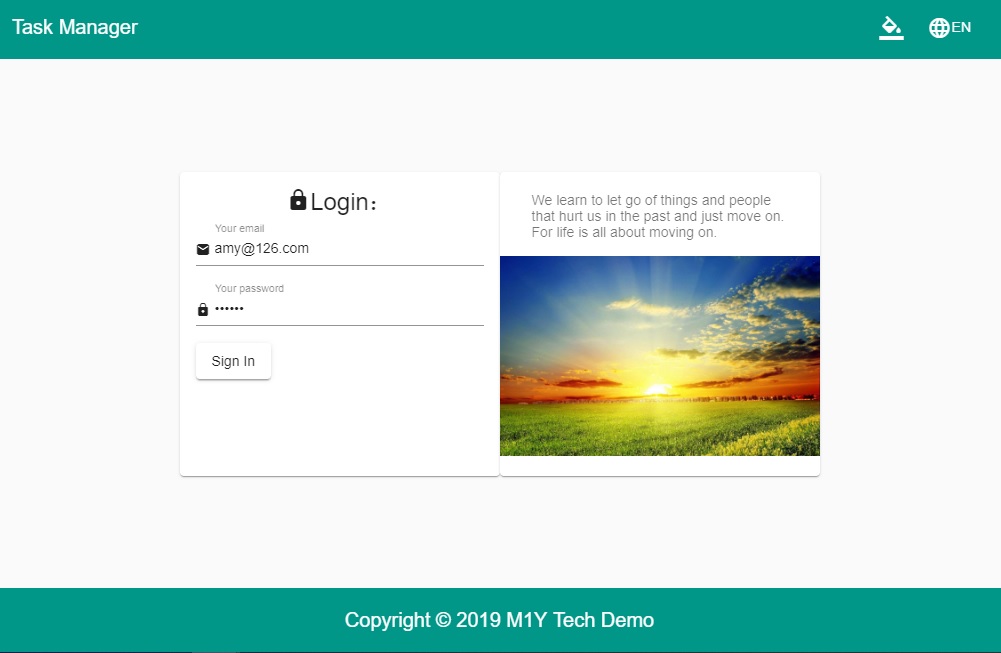 Task Manager
EN
Login：
Your email
amy@126.com
Your password
••••••
Sign In
We learn to let go of things and people
that hurt us in the past and just move on.
For life is all about moving on.
Copyright © 2019 M1Y Tech Demo